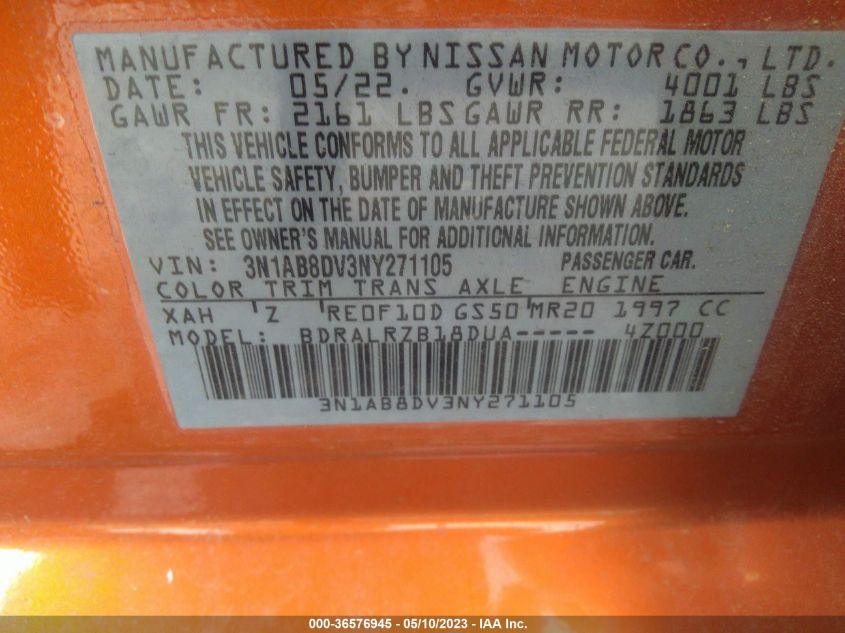 MANUFACTURED BY NISSAN MOTOR CO., LTD.
DATE: 05/22. GVWR: 4001 LBS
GAWR FR: 2161 LBS GAWR RR: 1863 LBS
THIS VEHICLE CONFORMS TO ALL APPLICABLE FEDERAL MOTOR
VEHICLE SAFETY, BUMPER AND THEFT PREVENTION STANDARDS
IN EFFECT ON THE DATE OF MANUFACTURE SHOWN ABOVE.
SEE OWNER'S MANUAL FOR ADDITIONAL INFORMATION.
VIN: 3N1AB8DV3NY271105 PASSENGER CAR.
COLOR TRIM TRANS AXLE ENGINE
XAH Z RE0F10D GS50 MR20 1997 CC
MODEL: BDRALRZB18DUA----- 4Z000
3N1AB8DV3NY271105
000-36576945 - 05/10/2023 - IAA Inc.